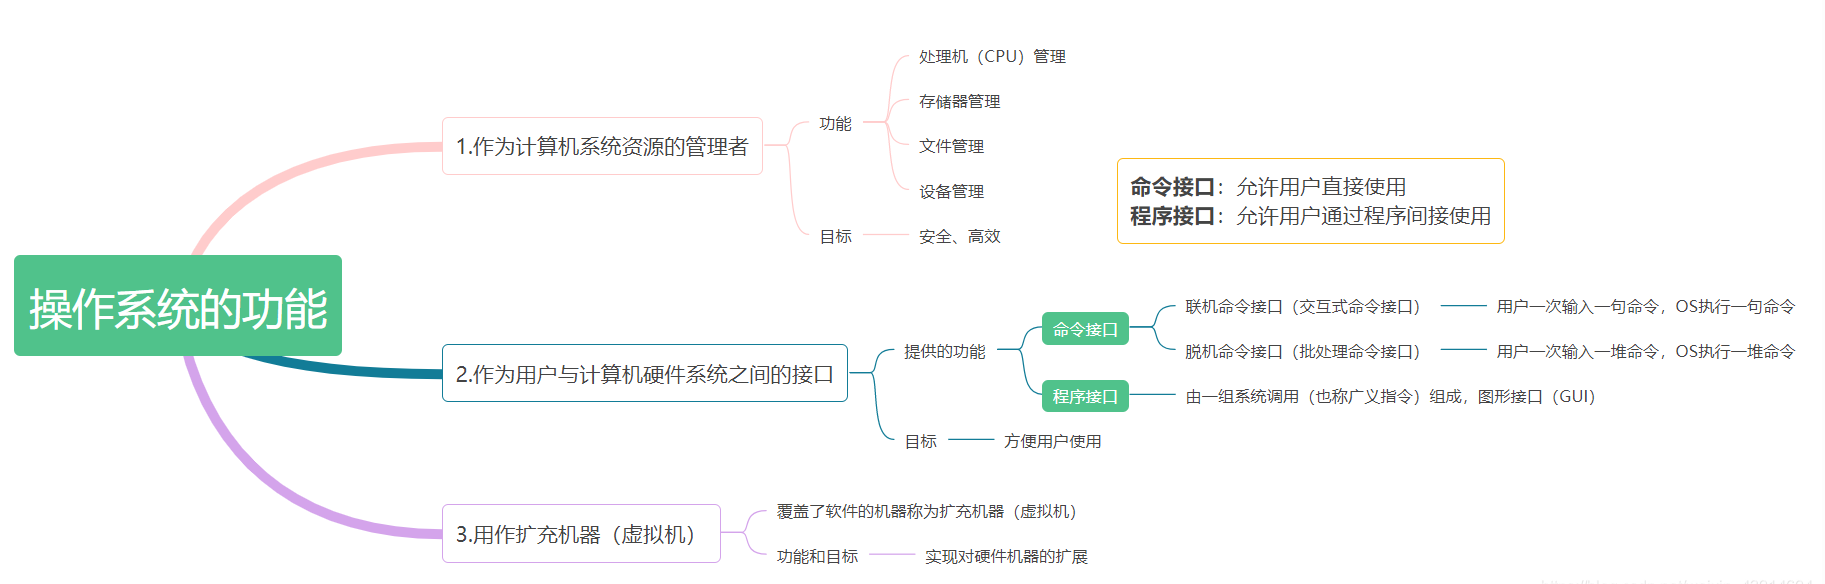 操作系统的功能
1.作为计算机系统资源的管理者
功能
处理机（CPU）管理
存储器管理
文件管理
设备管理
目标
安全、高效
命令接口：允许用户直接使用
程序接口：允许用户通过程序间接使用
2.作为用户与计算机硬件系统之间的接口
提供的功能
命令接口
联机命令接口（交互式命令接口）
用户一次输入一句命令，OS执行一句命令
脱机命令接口（批处理命令接口）
用户一次输入一堆命令，OS执行一堆命令
程序接口
由一组系统调用（也称广义指令）组成，图形接口（GUI）
目标
方便用户使用
3.用作扩充机器（虚拟机）
覆盖了软件的机器称为扩充机器（虚拟机）
功能和目标
实现对硬件机器的扩展